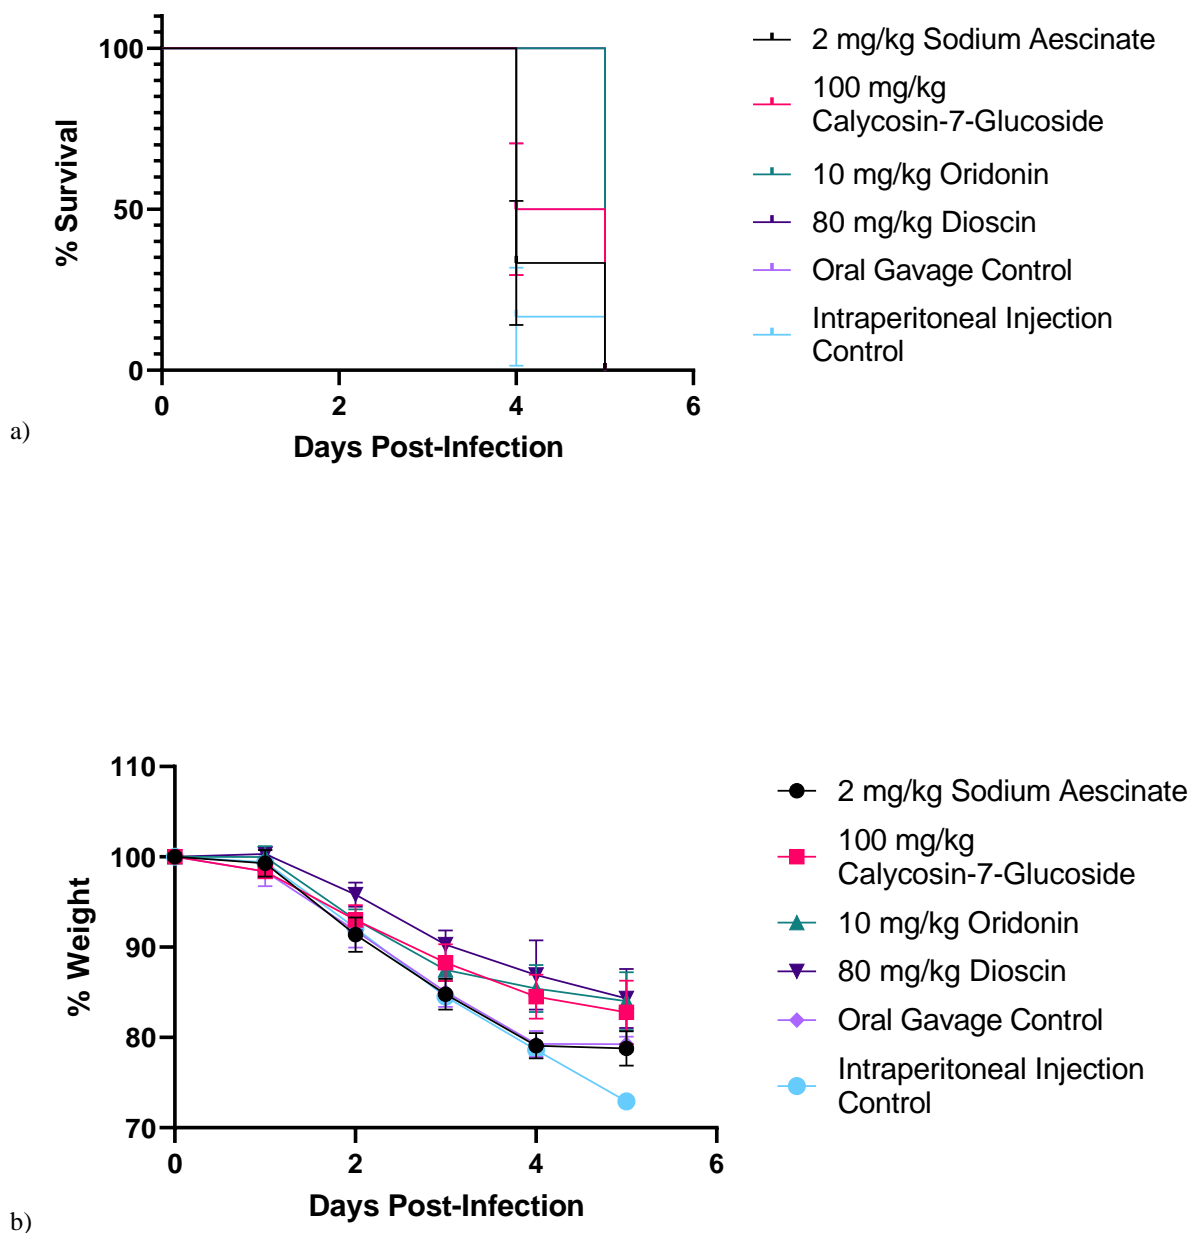 100
50
0
0
2
4
6
% Survival
Days Post-Infection
2 mg/kg Sodium Aescinate
100 mg/kg
Calycosin-7-Glucoside
10 mg/kg Oridonin
80 mg/kg Dioscin
Oral Gavage Control
Intraperitoneal Injection
Control
a)
110
100
90
80
70
0
2
4
6
% Weight
Days Post-Infection
2 mg/kg Sodium Aescinate
100 mg/kg
Calycosin-7-Glucoside
10 mg/kg Oridonin
80 mg/kg Dioscin
Oral Gavage Control
Intraperitoneal Injection
Control
b)